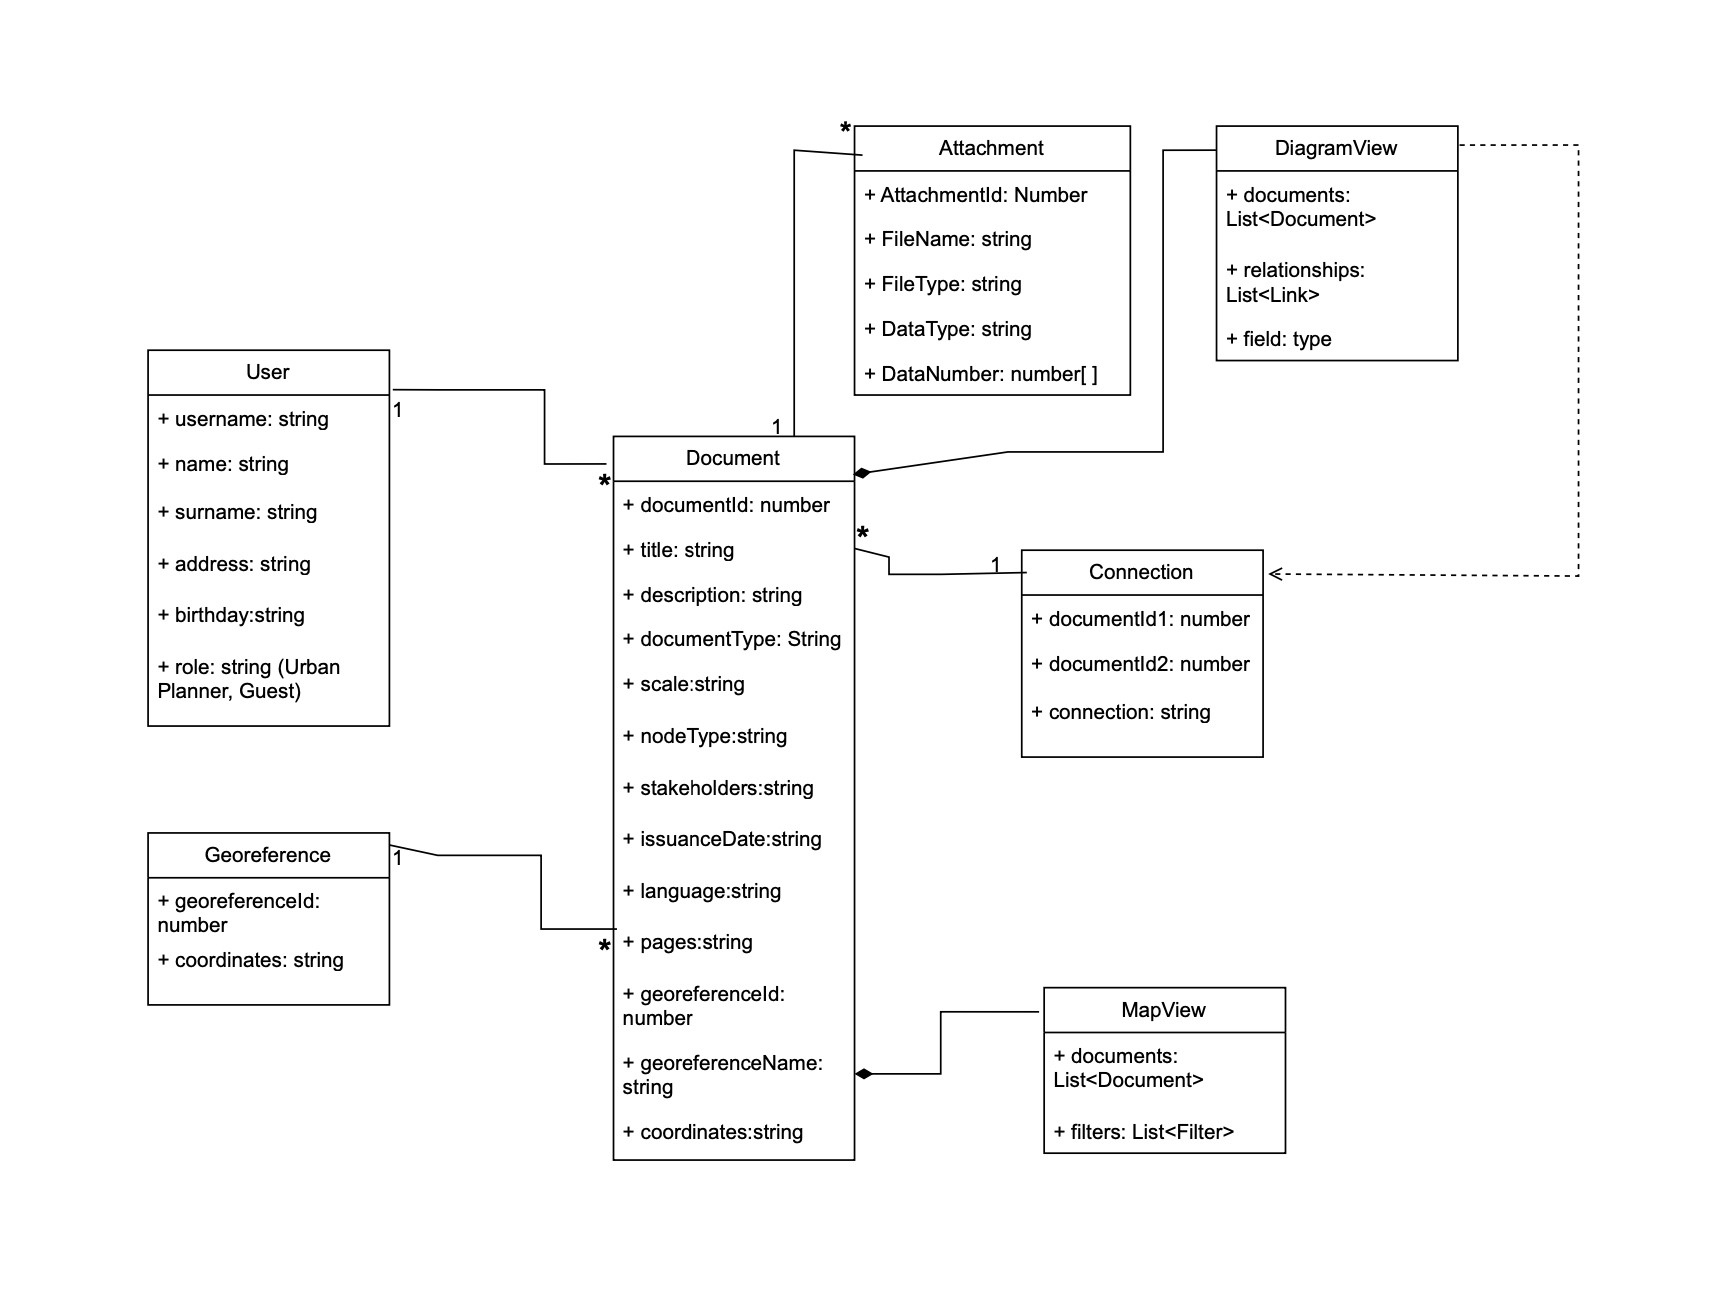 *
Attachment
+ AttachmentId: Number
+ FileName: string
+ FileType: string
+ DataType: string
+ DataNumber: number[ ]
DiagramView
+ documents:
List<Document>
+ relationships:
List<Link>
+ field: type
User
1
+ username: string
+ name: string
+ surname: string
+ address: string
+ birthday:string
+ role: string (Urban
Planner, Guest)
1
*
Document
+ documentId: number
+ title: string
+ description: string
+ documentType: String
+ scale:string
+ nodeType:string
+ stakeholders:string
+ issuanceDate:string
+ language:string
+ pages:string
+ georeferenceId:
number
+ georeferenceName:
string
+ coordinates:string
*
1
Connection
+ documentId1: number
+ documentId2: number
+ connection: string
Georeference
1
+ georeferenceId:
number
+ coordinates: string
*
MapView
+ documents:
List<Document>
+ filters: List<Filter>